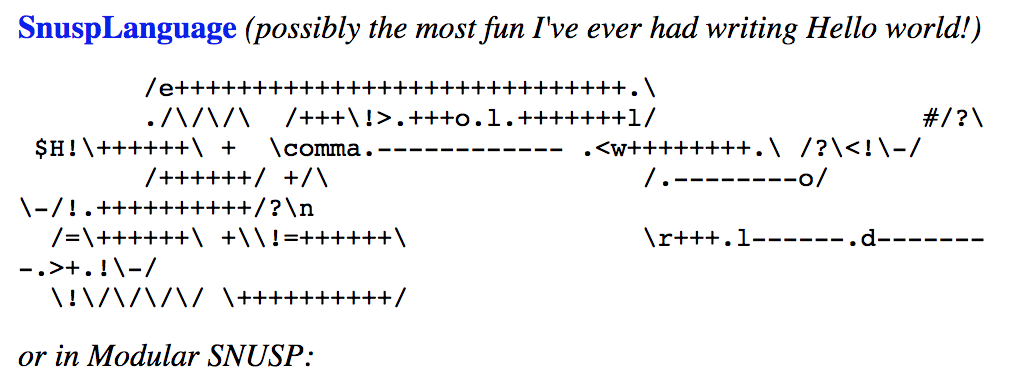 SnuspLanguage (possibly the most fun I've ever had writing Hello world!)
/e+++++++++++++++++++++++++++++.\
./\/\/\  /+++\!>.+++o.l.+++++++l/                 #/?\
$H!\++++++\ +  \comma.------------ .<w++++++++.\ /?\<!\-/
/++++++/ +/\                    /.--------o/
\-/!.++++++++++/?\n
/=\++++++\ +\\!=++++++\               \r+++.l------.d-------
-.>+.!\-/
\!\/\/\/\/ \++++++++++/
or in Modular SNUSP: